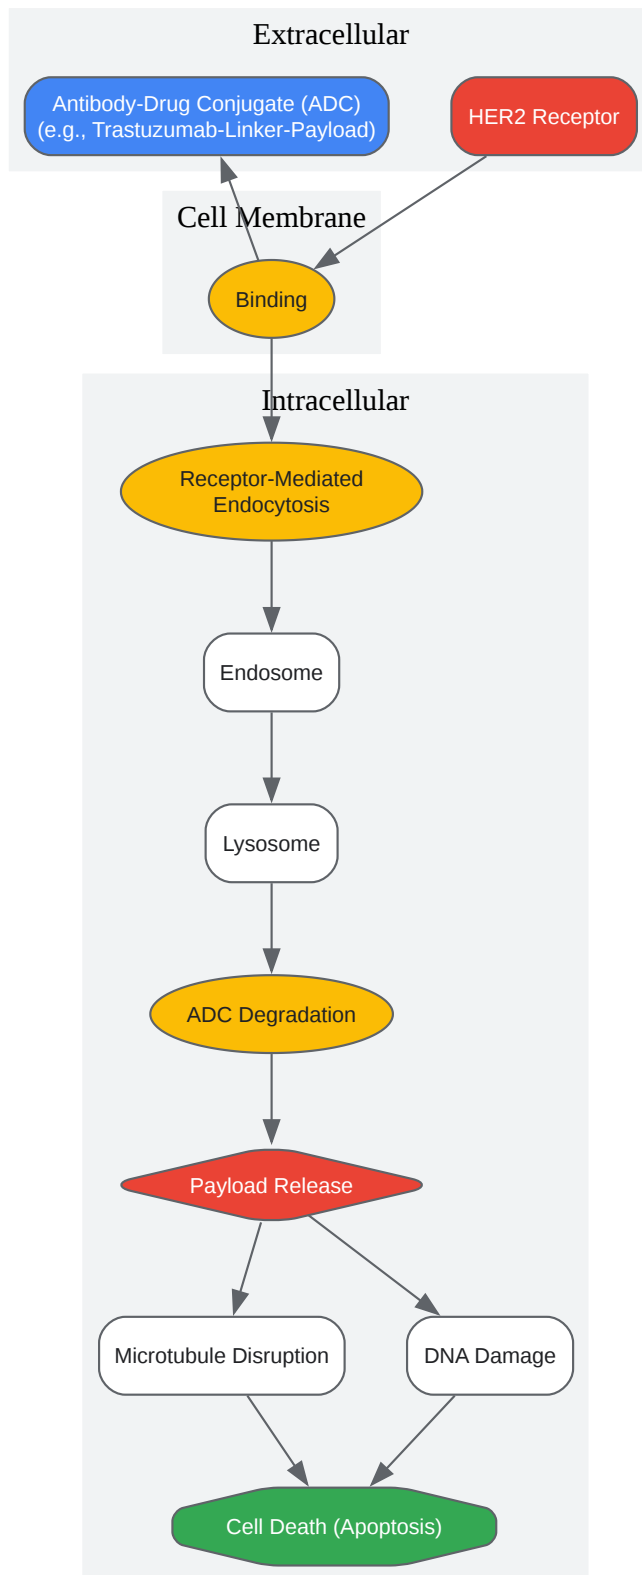 Extracellular
Antibody-Drug Conjugate (ADC)
(e.g., Trastuzumab-Linker-Payload)
HER2 Receptor
Cell Membrane
Binding
Intracellular
Receptor-Mediated
Endocytosis
Endosome
Lysosome
ADC Degradation
Payload Release
Microtubule Disruption
DNA Damage
Cell Death (Apoptosis)